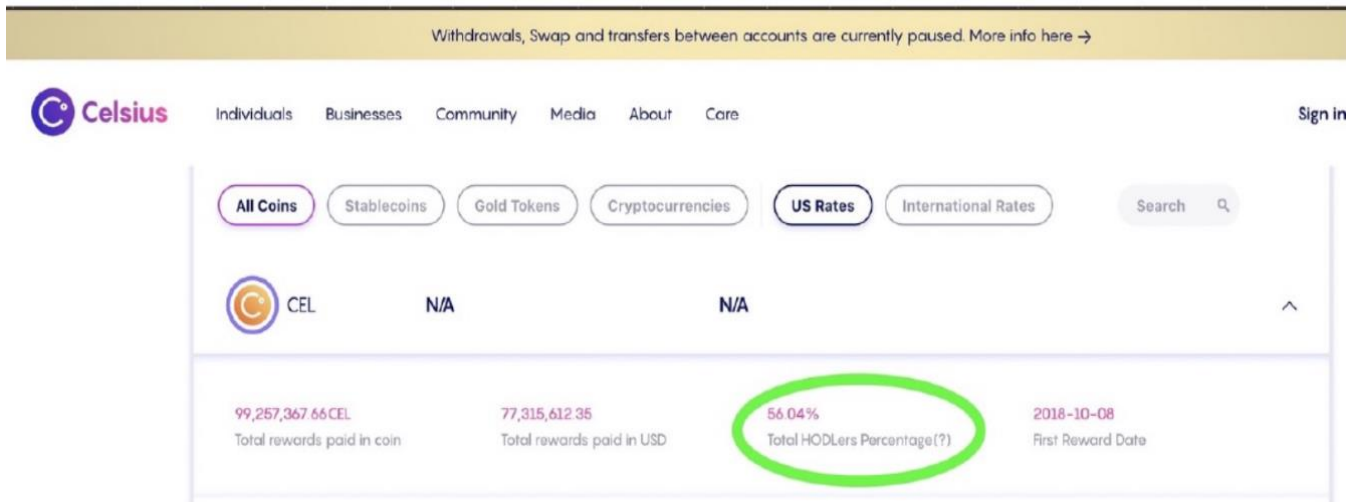 Withdrawals, Swap and transfers between accounts are currently paused. More info here →
Celsius Individuals Businesses Community Media About Care Sign in
All Coins Stablecoins Gold Tokens Cryptocurrencies US Rates International Rates Search
CEL N/A N/A
99,257,367.66 CEL 77,315,612.35 56.04% 2018-10-08
Total rewards paid in coin Total rewards paid in USD Total HODLers Percentage(?) First Reward Date